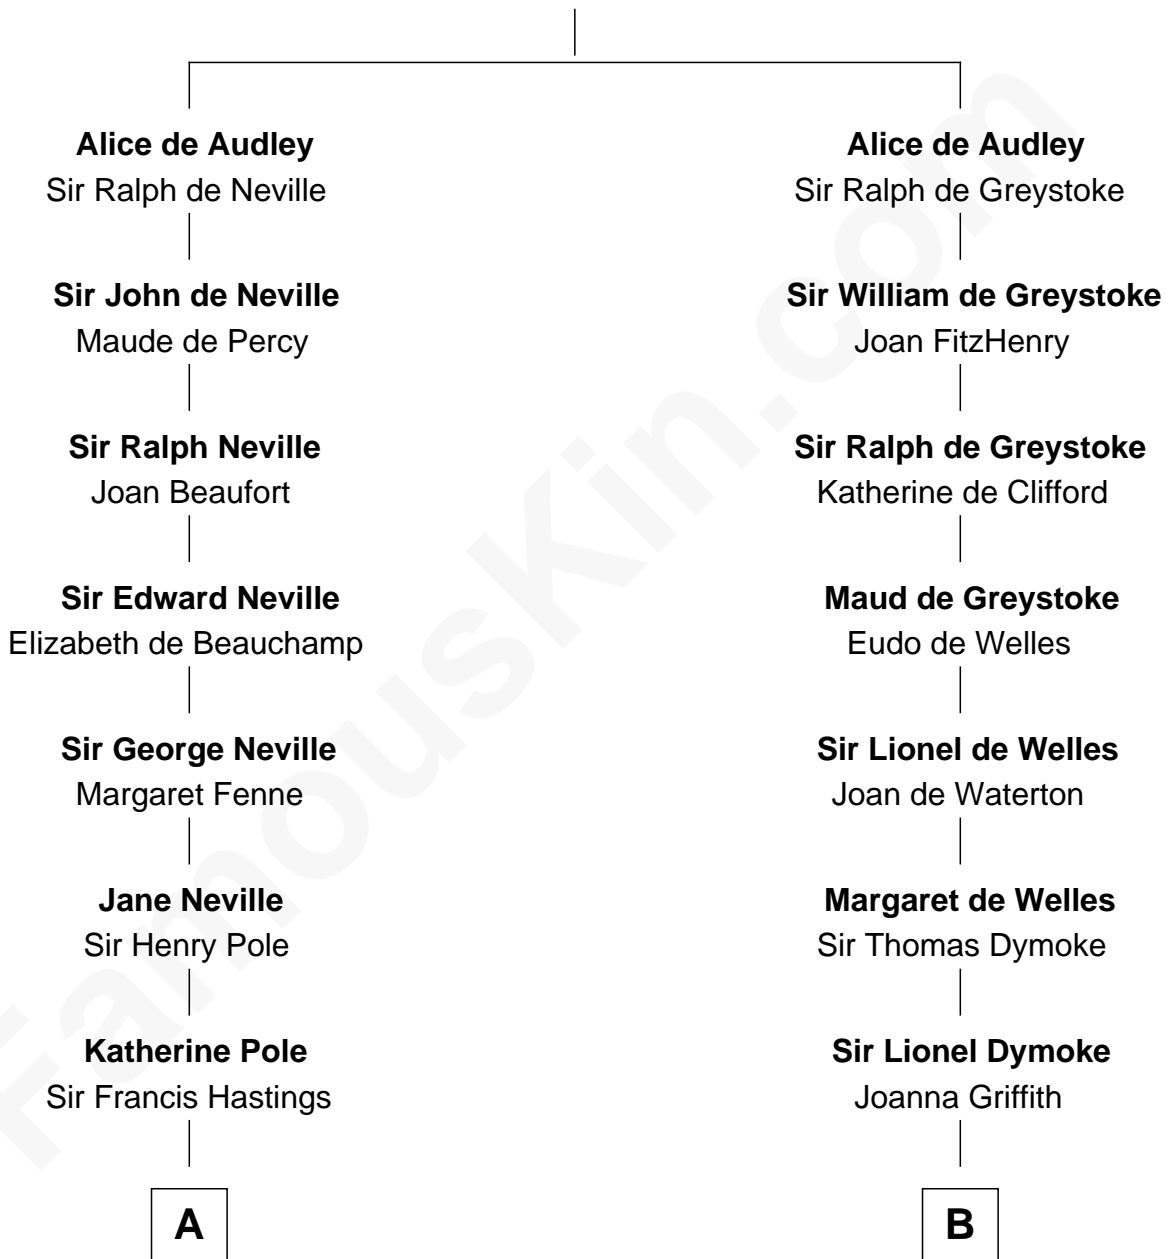 Alice de Audley
Sir Ralph de Neville
Sir John de Neville
Maude de Percy
Sir Ralph Neville
Joan Beaufort
Sir Edward Neville
Elizabeth de Beauchamp
Sir George Neville
Margaret Fenne
Jane Neville
Sir Henry Pole
Katherine Pole
Sir Francis Hastings
A
Alice de Audley
Sir Ralph de Greystoke
Sir William de Greystoke
Joan FitzHenry
Sir Ralph de Greystoke
Katherine de Clifford
Maud de Greystoke
Eudo de Welles
Sir Lionel de Welles
Joan de Waterton
Margaret de Welles
Sir Thomas Dymoke
Sir Lionel Dymoke
Joanna Griffith
B
FamousKin.com